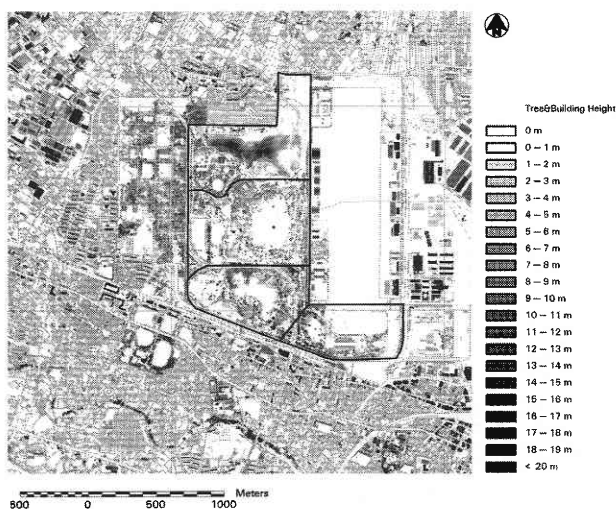 N
Tree&Building Height
0 m
0 – 1 m
1 – 2 m
2 – 3 m
3 – 4 m
4 – 5 m
5 – 6 m
6 – 7 m
7 – 8 m
8 – 9 m
9 – 10 m
10 – 11 m
11 – 12 m
12 – 13 m
13 – 14 m
14 – 15 m
15 – 16 m
16 – 17 m
17 – 18 m
18 – 19 m
< 20 m
500 0 500 1000 Meters